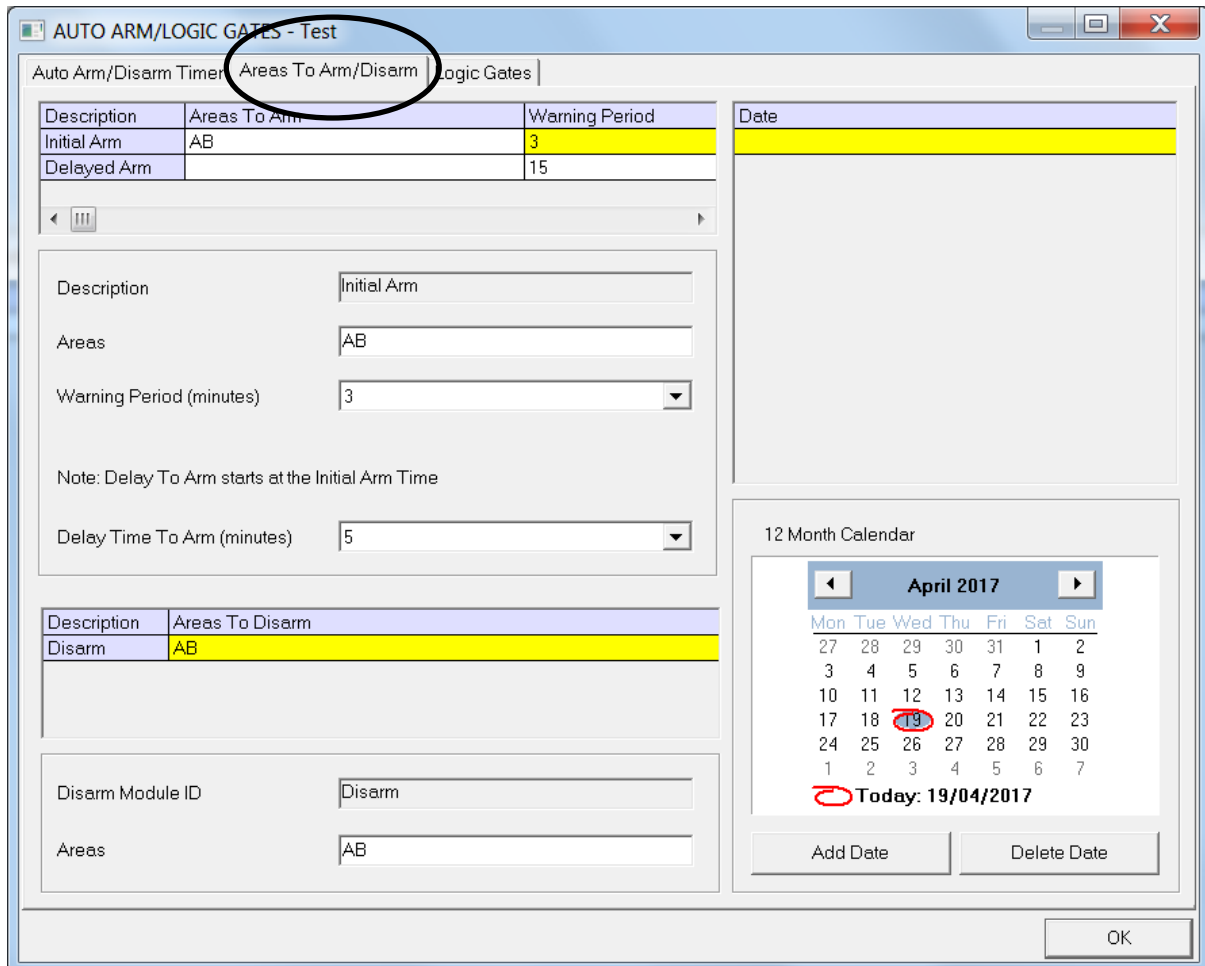 AUTO ARM/LOGIC GATES - Test
Auto Arm/Disarm Timer Areas To Arm/Disarm Logic Gates
Description Areas To Arm Warning Period
Initial Arm AB 3
Delayed Arm 15
Date
Description Initial Arm
Areas AB
Warning Period (minutes) 3
Note: Delay To Arm starts at the Initial Arm Time
Delay Time To Arm (minutes) 5
Description Areas To Disarm
Disarm AB
Disarm Module ID Disarm
Areas AB
12 Month Calendar
April 2017
Mon Tue Wed Thu Fri Sat Sun
27 28 29 30 31 1 2
3 4 5 6 7 8 9
10 11 12 13 14 15 16
17 18 19 20 21 22 23
24 25 26 27 28 29 30
1 2 3 4 5 6 7
Today: 19/04/2017
Add Date Delete Date
OK